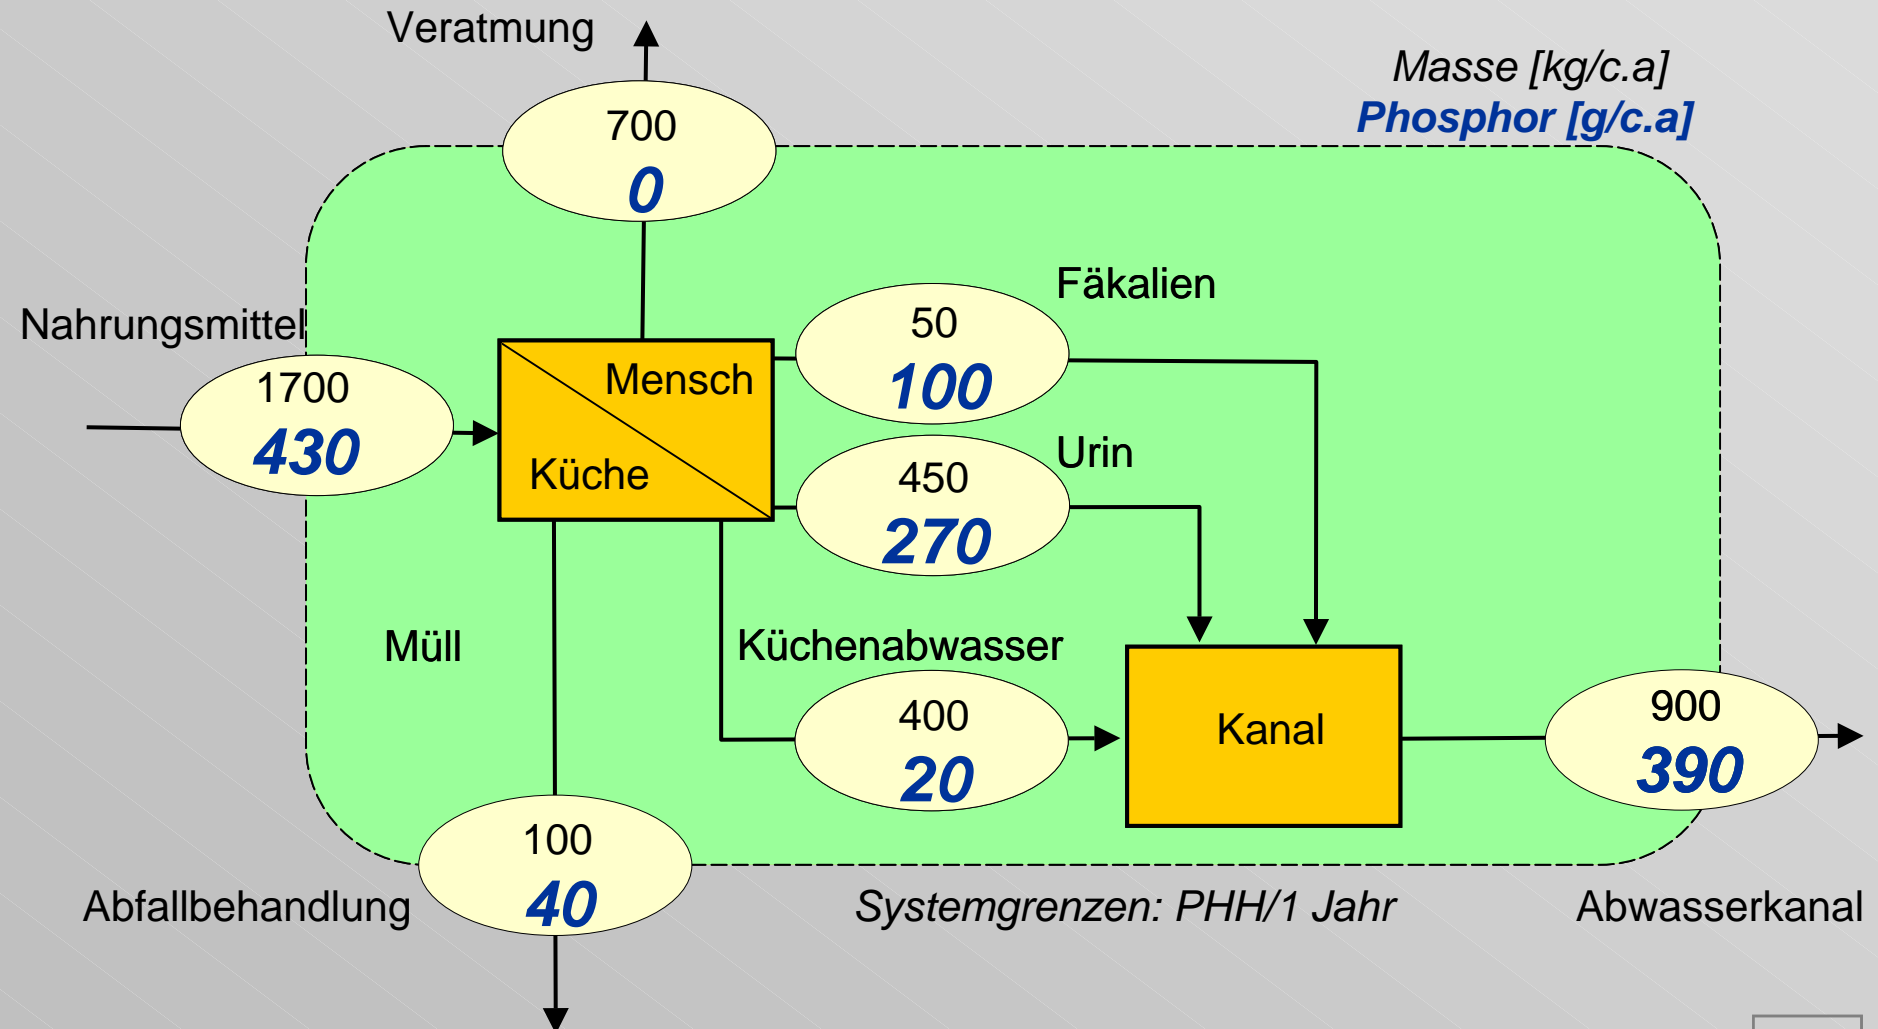 Veratmung
Masse [kg/c.a]
Phosphor [g/c.a]
700
0
Nahrungsmittel
1700
430
Mensch
Küche
Fäkalien
50
100
Urin
450
270
Müll
Küchenabwasser
400
20
Kanal
900
390
100
40
Abfallbehandlung
Systemgrenzen: PHH/1 Jahr
Abwasserkanal